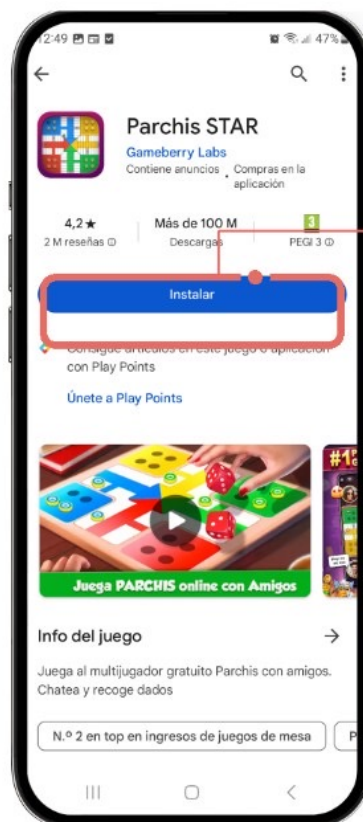 2:49
47%
Parchis STAR
Gameberry Labs
Contiene anuncios . Compras en la
aplicación
4,2★
2 M reseñas
Más de 100 M
Descargas
3
PEGI 3
Instalar
Consigue artículos en este juego o aplicación
con Play Points
Únete a Play Points
Juega PARCHIS online con Amigos
#1
Info del juego →
Juega al multijugador gratuito Parchis con amigos.
Chatea y recoge dados
N.º 2 en top en ingresos de juegos de mesa
P